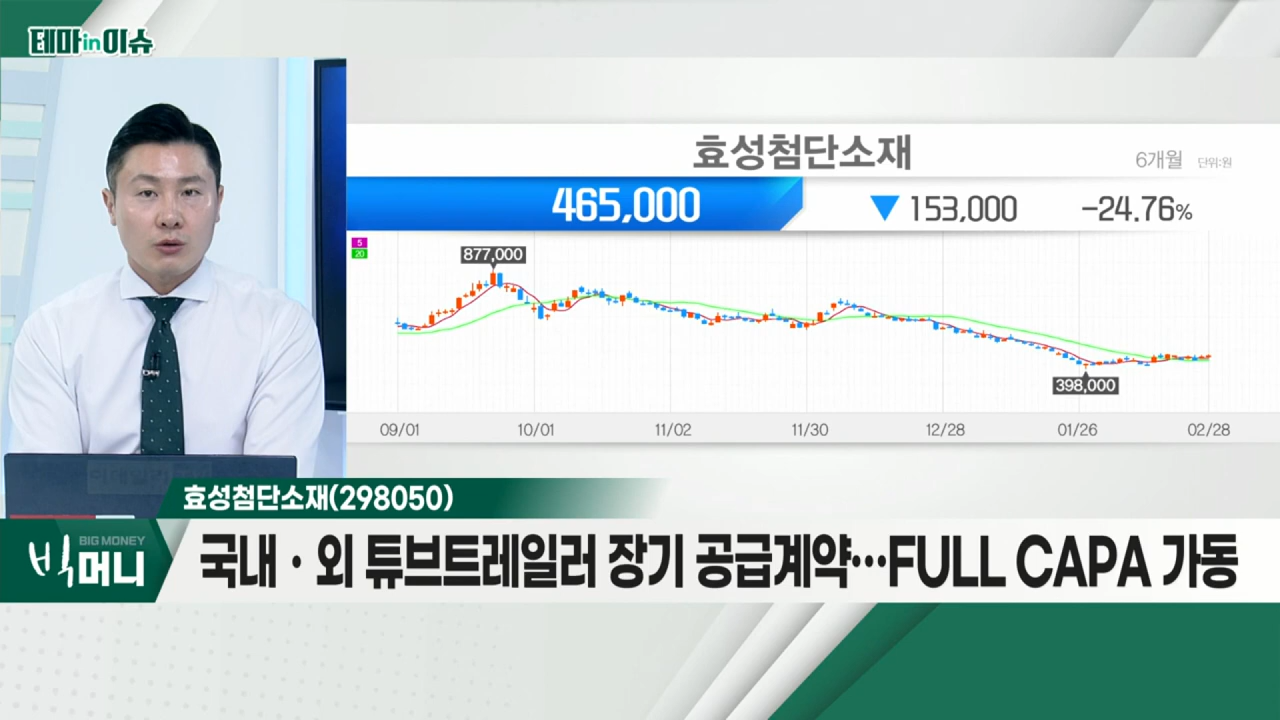 테마in이슈
효성첨단소재
6개월 단위:원
465,000 ▼153,000 -24.76%
5
20
877,000
398,000
09/01 10/01 11/02 11/30 12/28 01/26 02/28
효성첨단소재(298050)
BIG MONEY
빅머니
국내·외 튜브트레일러 장기 공급계약…FULL CAPA 가동